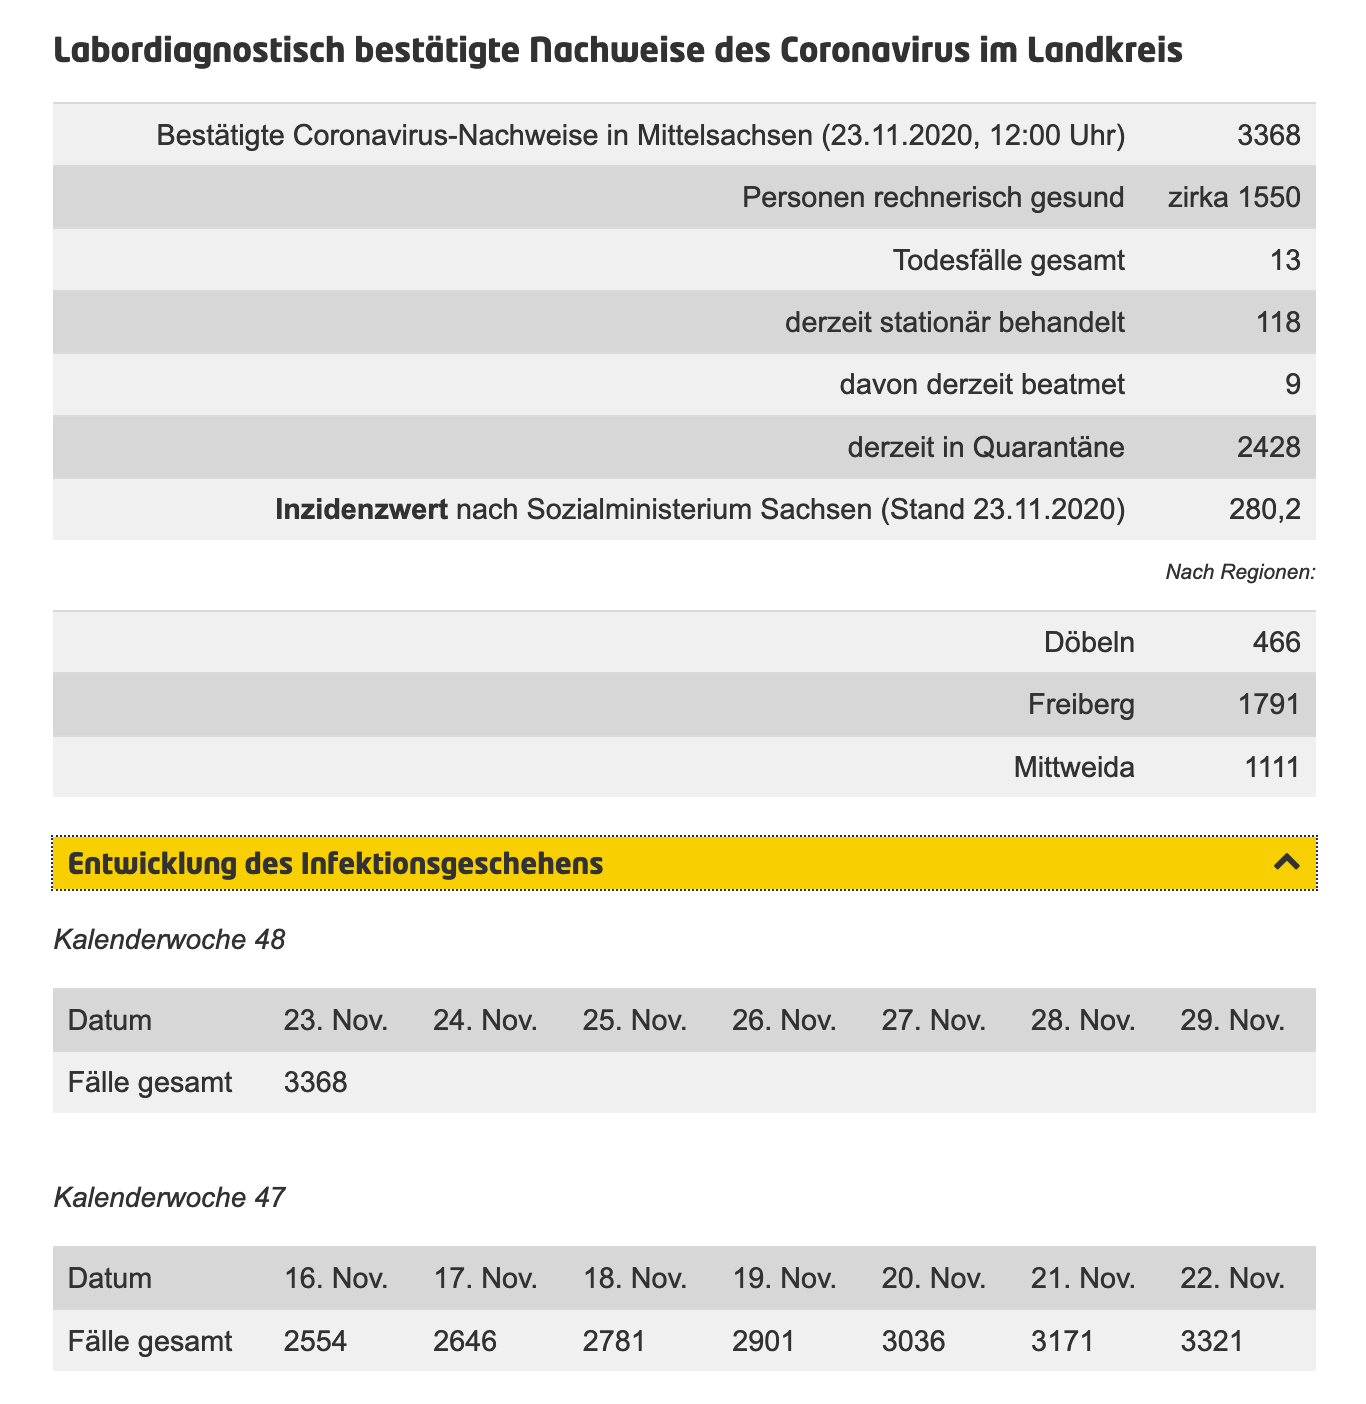 Labordiagnostisch bestätigte Nachweise des Coronavirus im Landkreis
Bestätigte Coronavirus-Nachweise in Mittelsachsen (23.11.2020, 12:00 Uhr) 3368
Personen rechnerisch gesund zirka 1550
Todesfälle gesamt 13
derzeit stationär behandelt 118
davon derzeit beatmet 9
derzeit in Quarantäne 2428
Inzidenzwert nach Sozialministerium Sachsen (Stand 23.11.2020) 280,2
Nach Regionen:
Döbeln 466
Freiberg 1791
Mittweida 1111
Entwicklung des Infektionsgeschehens
Kalenderwoche 48
Datum 23. Nov. 24. Nov. 25. Nov. 26. Nov. 27. Nov. 28. Nov. 29. Nov.
Fälle gesamt 3368
Kalenderwoche 47
Datum 16. Nov. 17. Nov. 18. Nov. 19. Nov. 20. Nov. 21. Nov. 22. Nov.
Fälle gesamt 2554 2646 2781 2901 3036 3171 3321